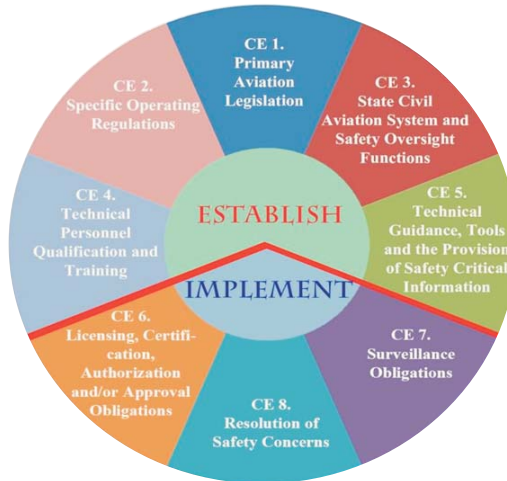 CE 1.
Primary
Aviation
Legislation
CE 2.
Specific Operating
Regulations
CE 3.
State Civil
Aviation System and
Safety Oversight
Functions
CE 4.
Technical
Personnel
Qualification and
Training
ESTABLISH
CE 5.
Technical
Guidance, Tools
and the Provision
of Safety Critical
Information
IMPLEMENT
CE 6.
Licensing, Certifi-
cation,
Authorization
and/or Approval
Obligations
CE 7.
Surveillance
Obligations
CE 8.
Resolution of
Safety Concerns